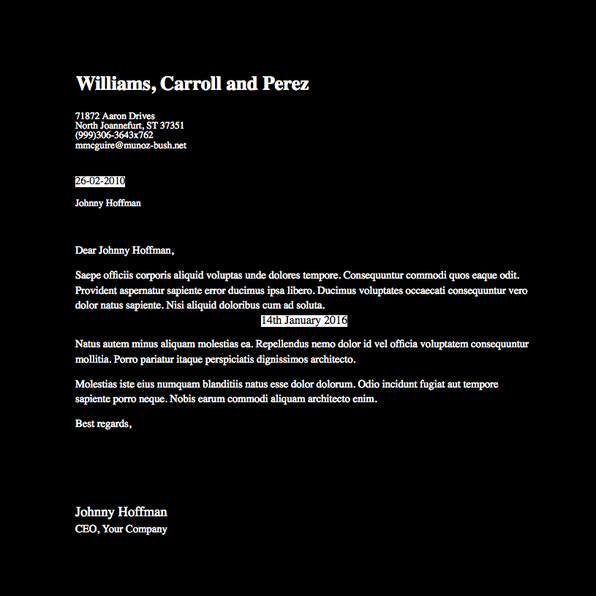 Williams, Carroll and Perez
71872 Aaron Drives
North Joannefurt, ST 37351
(999)306-3643x762
mmcguire@munoz-bush.net
26-02-2010
Johnny Hoffman
Dear Johnny Hoffman,
Saepe officiis corporis aliquid voluptas unde dolores tempore. Consequuntur commodi quos eaque odit.
Provident aspernatur sapiente error ducimus ipsa libero. Ducimus voluptates occaecati consequuntur vero
dolor natus sapiente. Nisi aliquid doloribus cum ad soluta.
14th January 2016
Natus autem minus aliquam molestias ea. Repellendus nemo dolor id vel officia voluptatem consequuntur
mollitia. Porro pariatur itaque perspiciatis dignissimos architecto.
Molestias iste eius numquam blanditiis natus esse dolor dolorum. Odio incidunt fugiat aut tempore
sapiente porro neque. Nobis earum commodi aliquam architecto enim.
Best regards,
Johnny Hoffman
CEO, Your Company